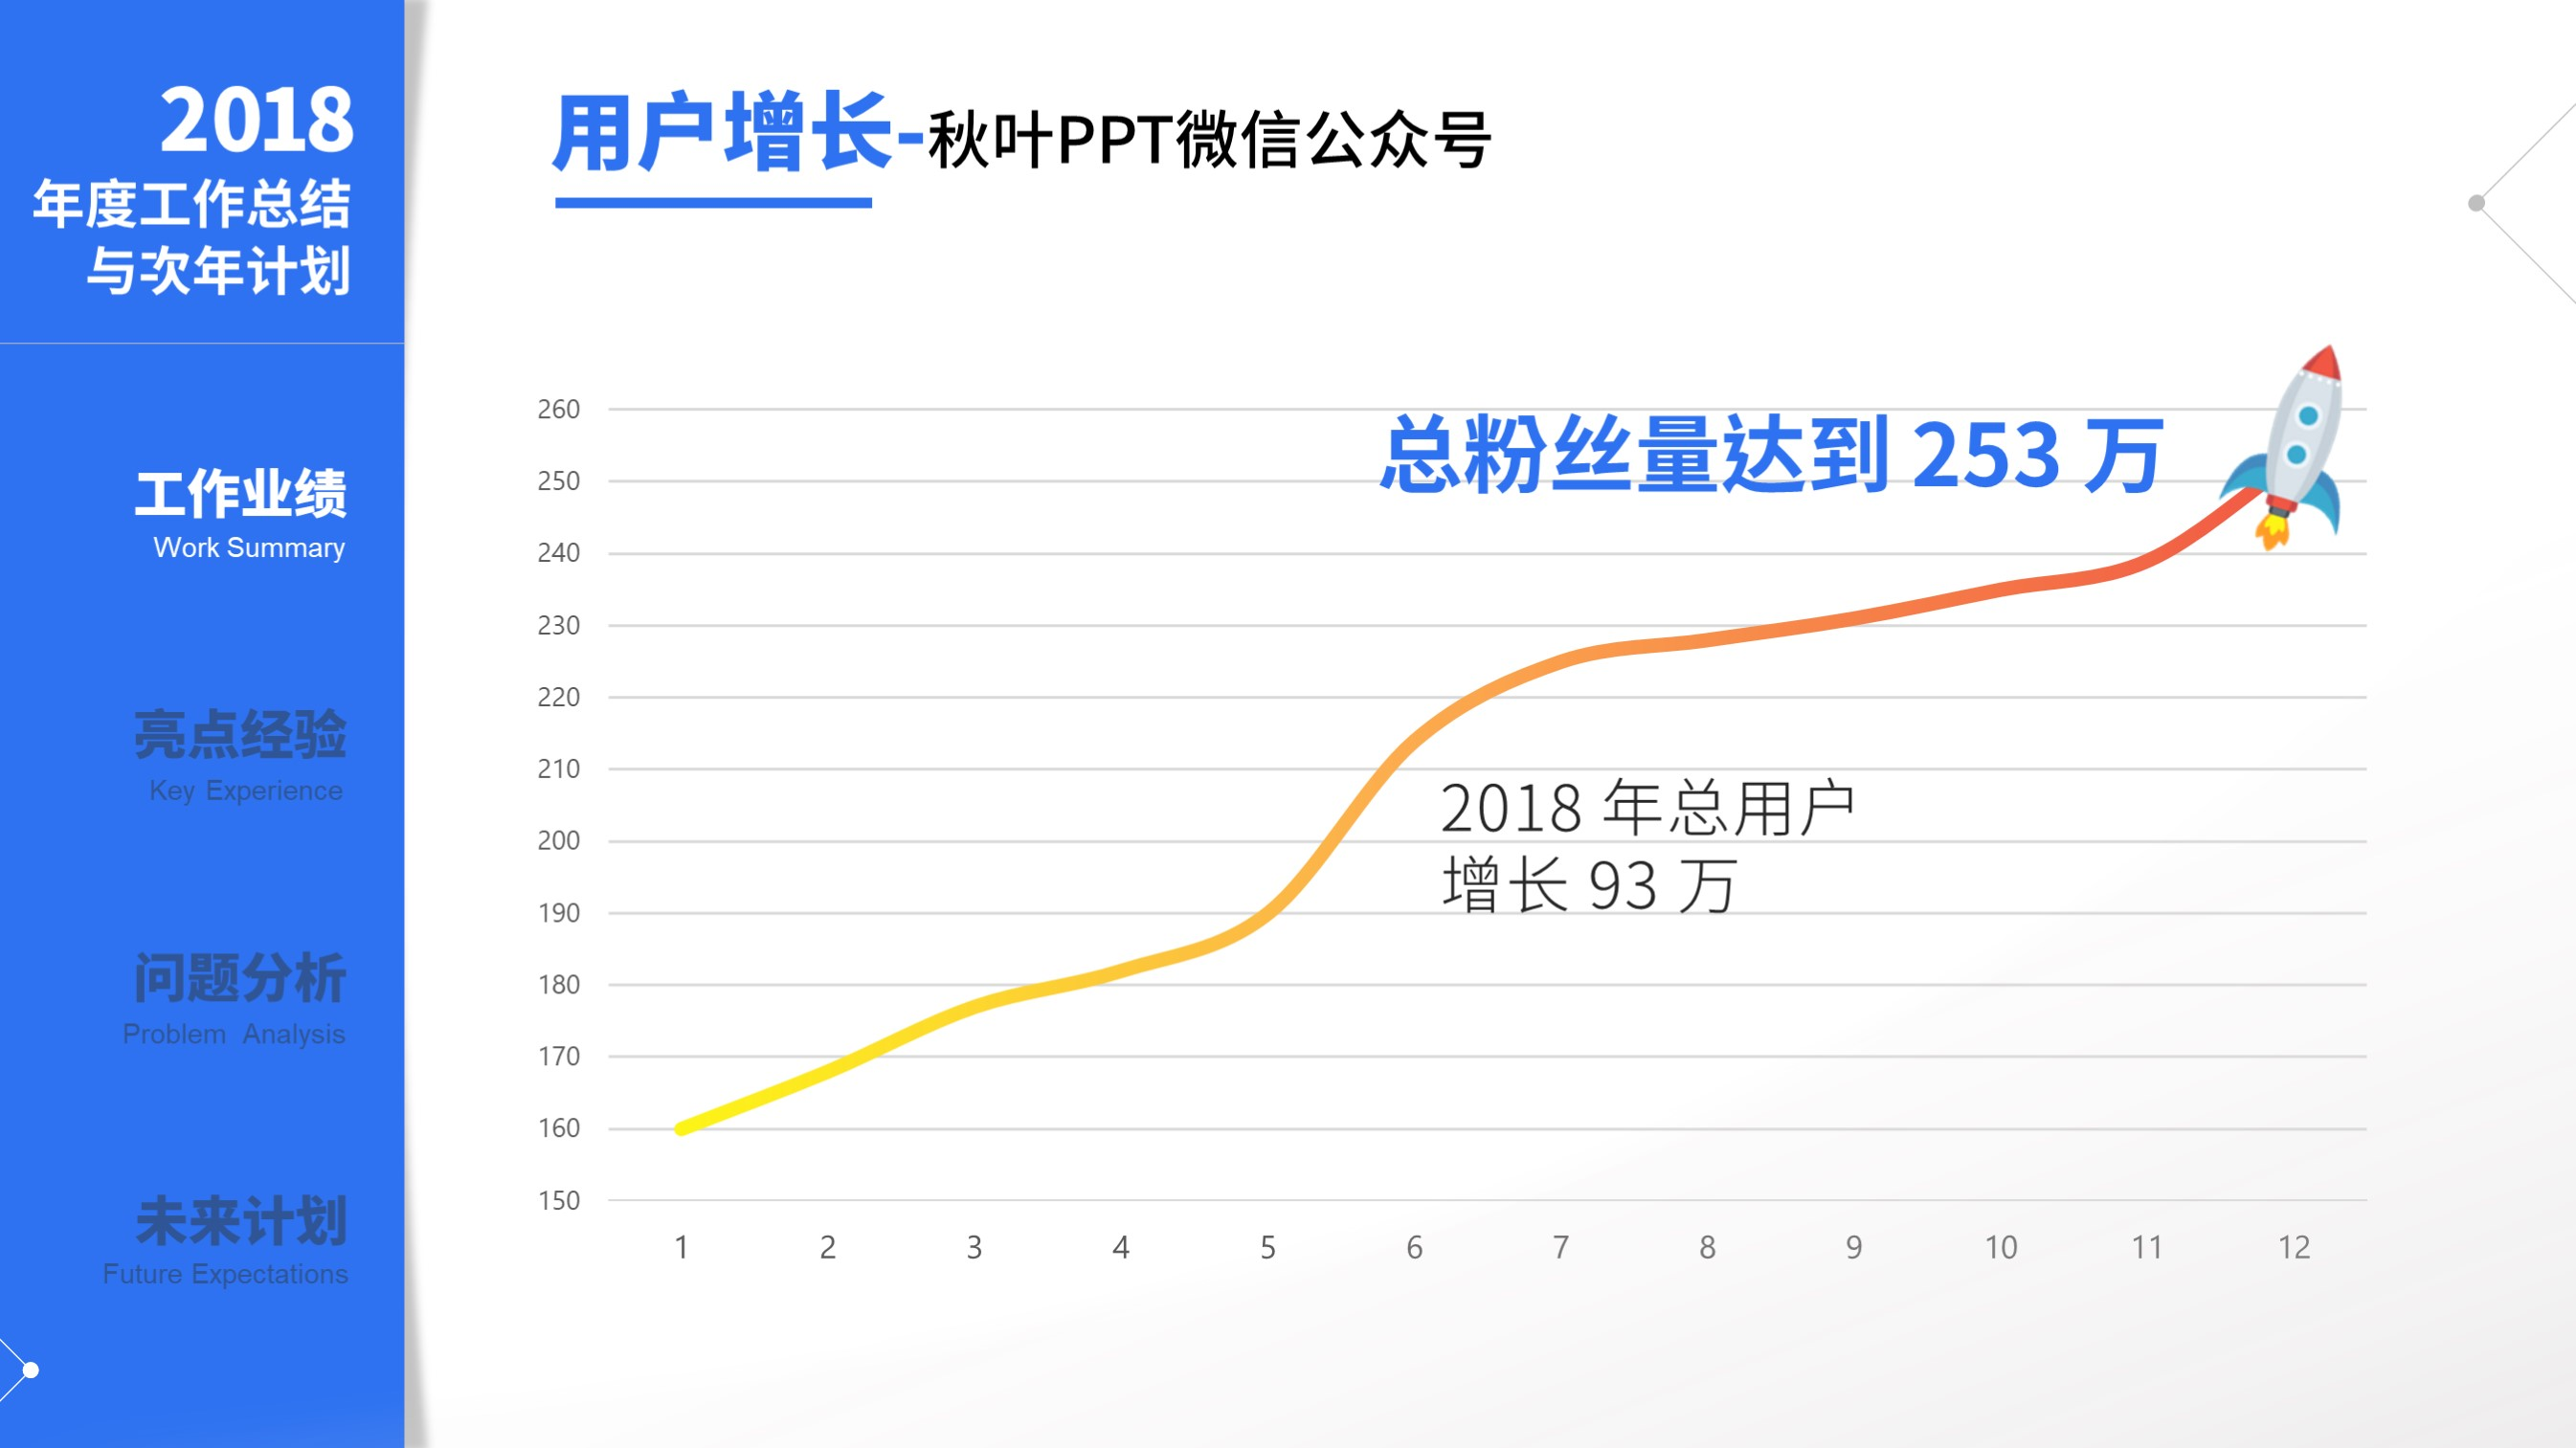 2018
年度工作总结
与次年计划
工作业绩
Work Summary
亮点经验
Key Experience
问题分析
Problem Analysis
未来计划
Future Expectations
用户增长-秋叶PPT微信公众号
总粉丝量达到 253 万
2018 年总用户
增长 93 万
260
250
240
230
220
210
200
190
180
170
160
150
1 2 3 4 5 6 7 8 9 10 11 12